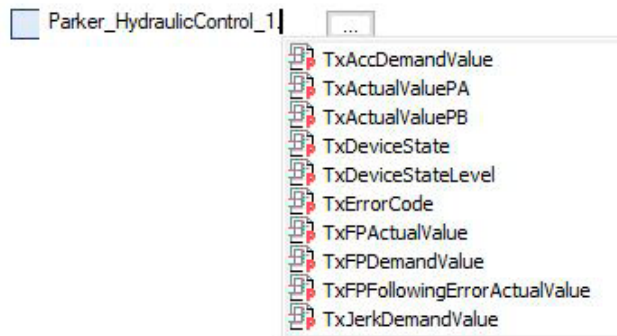 Parker_HydraulicControl_1.
...
TxAccDemandValue
TxActualValuePA
TxActualValuePB
TxDeviceState
TxDeviceStateLevel
TxErrorCode
TxFPActualValue
TxFPDemandValue
TxFPFollowingErrorActualValue
TxJerkDemandValue